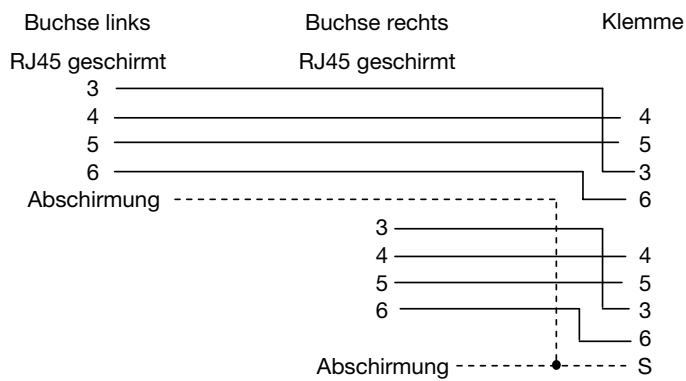 Buchse links Buchse rechts Klemme
RJ45 geschirmt RJ45 geschirmt
3
4 4
5 5
6 3
Abschirmung 6
3
4 4
5 5
6 3
6
Abschirmung S